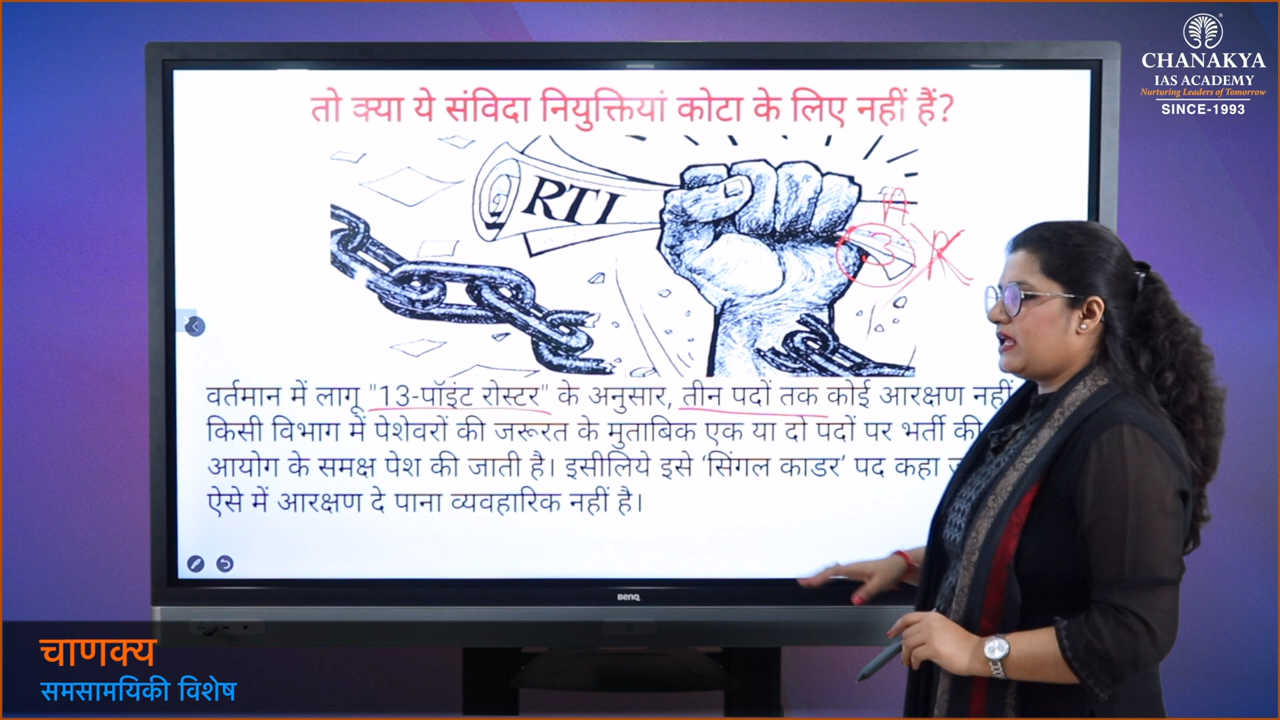 CHANAKYA
IAS ACADEMY
Nurturing Leaders of Tomorrow
SINCE-1993
तो क्या ये संविदा नियुक्तियां कोटा के लिए नहीं हैं?
RTI
A
3
R
वर्तमान में लागू "13-पॉइंट रोस्टर" के अनुसार, तीन पदों तक कोई आरक्षण नहीं
किसी विभाग में पेशेवरों की जरूरत के मुताबिक एक या दो पदों पर भर्ती की
आयोग के समक्ष पेश की जाती है। इसीलिये इसे ‘सिंगल काडर’ पद कहा
ऐसे में आरक्षण दे पाना व्यवहारिक नहीं है।
BenQ
चाणक्य
समसामयिकी विशेष